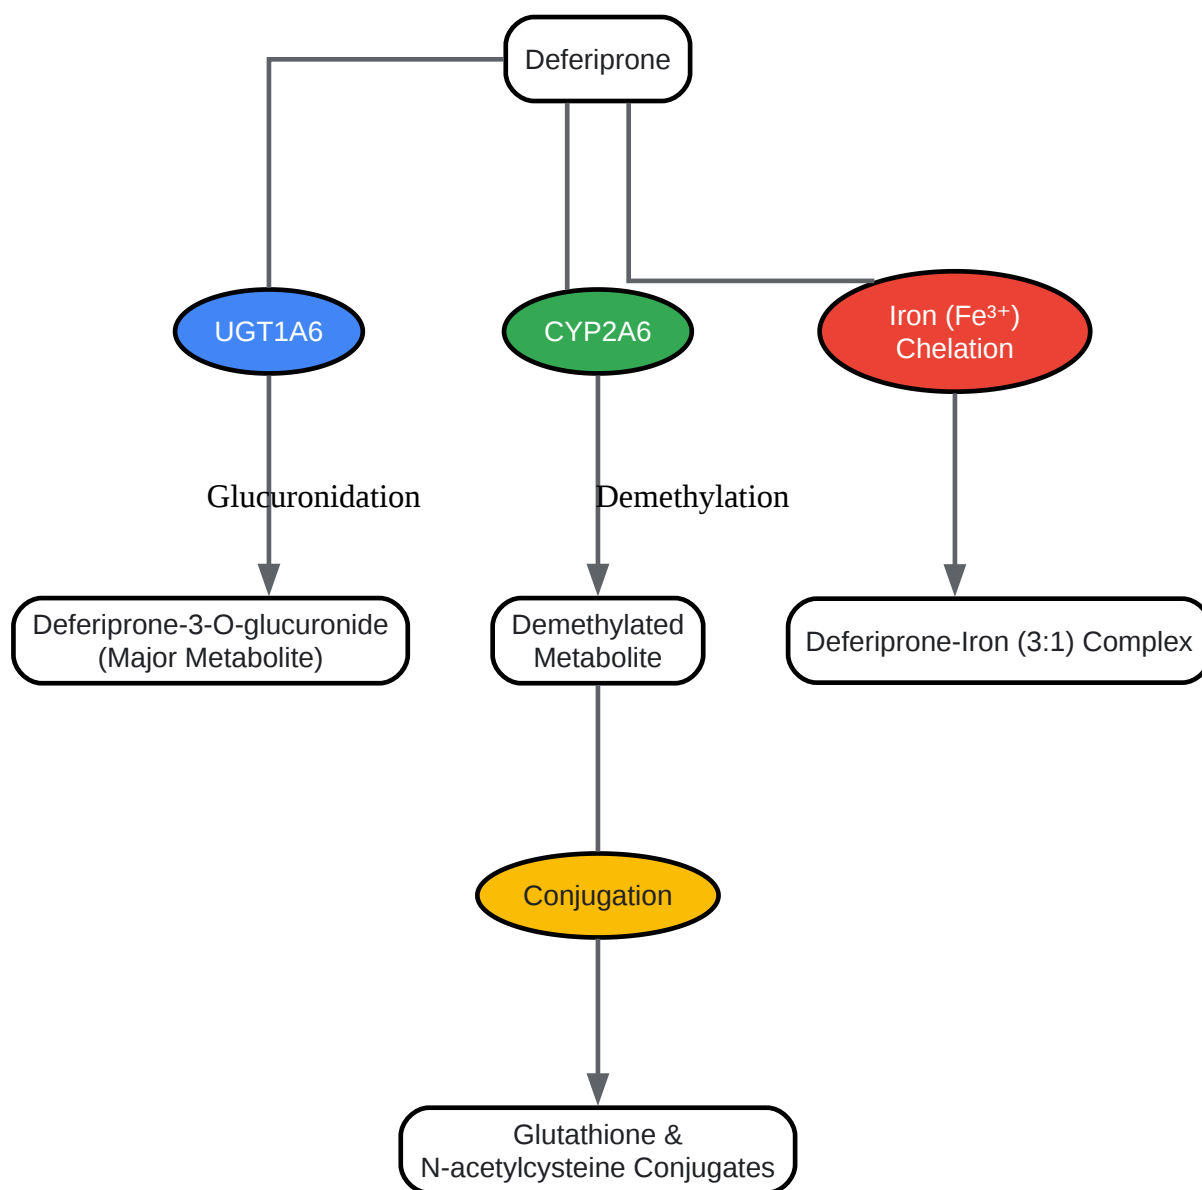 Deferiprone
UGT1A6
CYP2A6
Iron (Fe³⁺)
Chelation
Glucuronidation
Demethylation
Deferiprone-3-O-glucuronide
(Major Metabolite)
Demethylated
Metabolite
Deferiprone-Iron (3:1) Complex
Conjugation
Glutathione &
N-acetylcysteine Conjugates